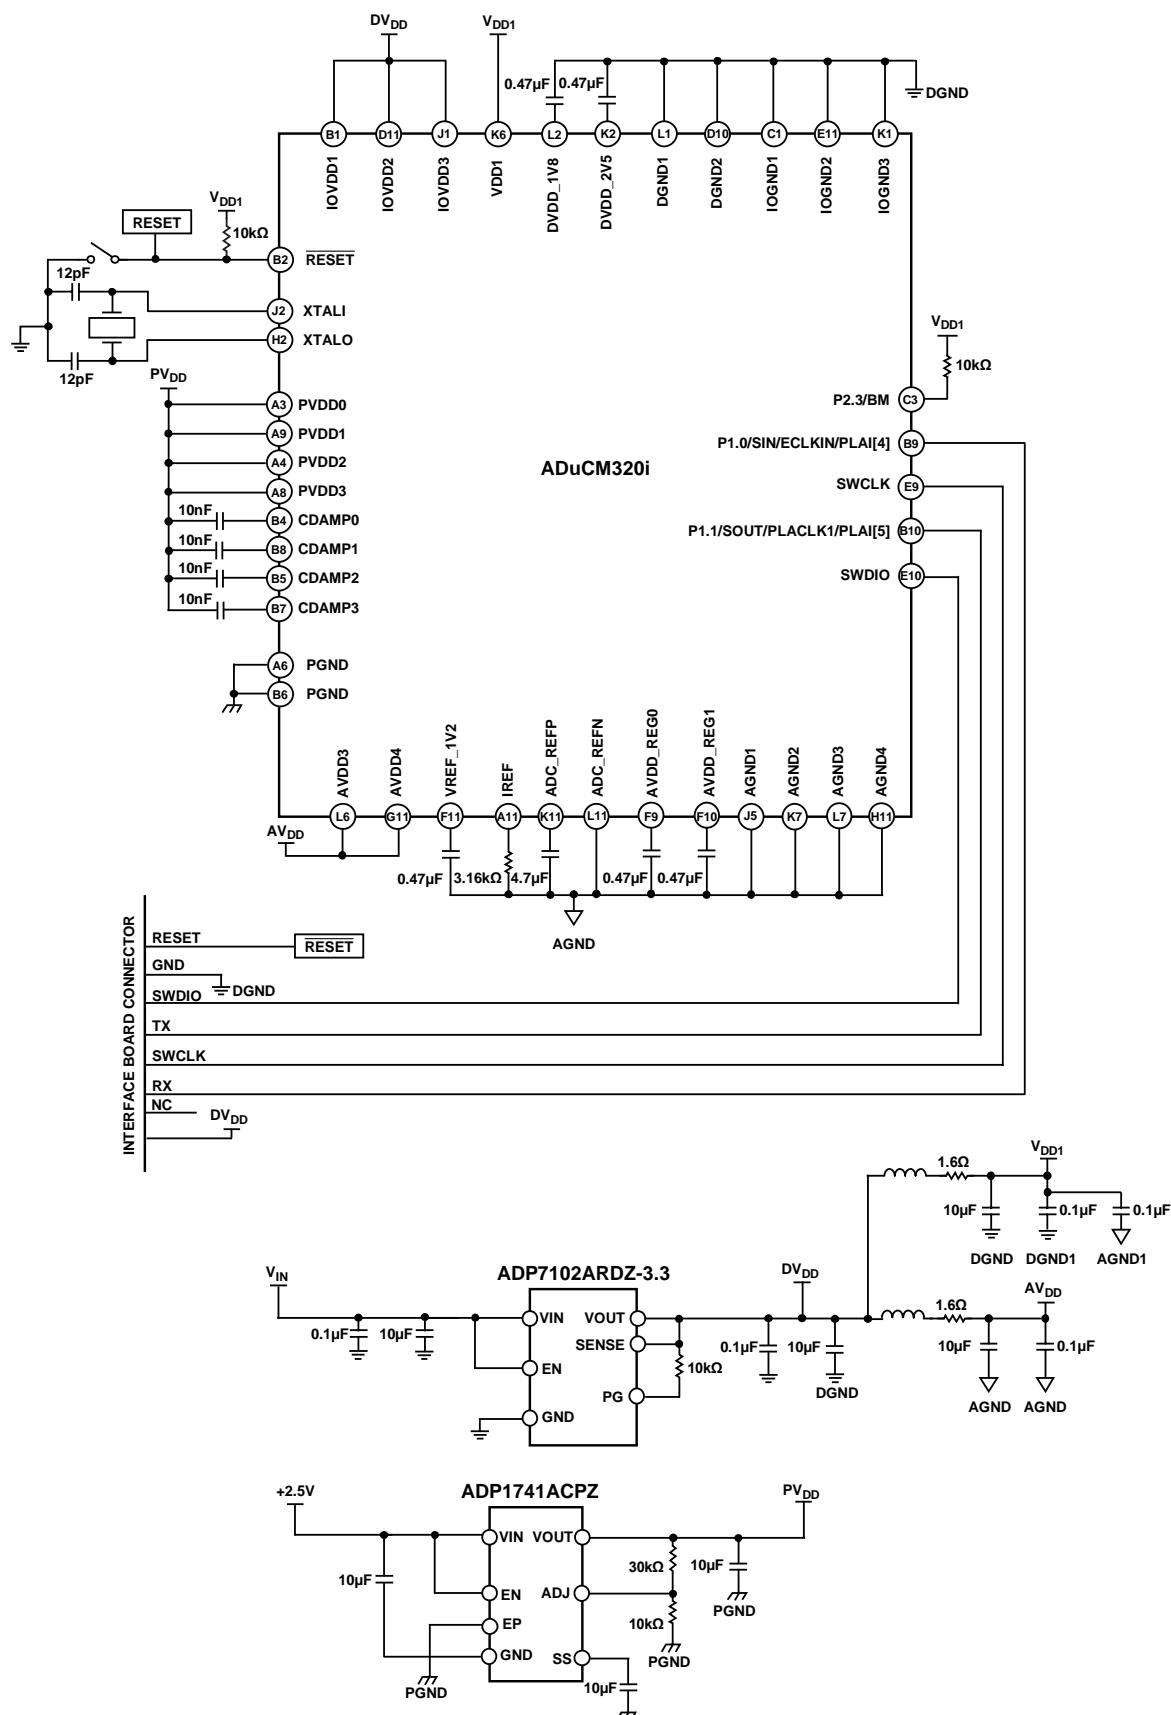 DVDD
VDD1
0.47µF
0.47µF
DGND
B1
D11
J1
K6
L2
K2
L1
D10
C1
E11
K1
IOVDD1
IOVDD2
IOVDD3
VDD1
DVDD_1V8
DVDD_2V5
DGND1
DGND2
IOGND1
IOGND2
IOGND3
VDD1
RESET
10kΩ
B2 RESET
12pF
J2 XTALI
H2 XTALO
12pF
PVDD
A3 PVDD0
A9 PVDD1
A4 PVDD2
A8 PVDD3
10nF B4 CDAMP0
10nF B8 CDAMP1
10nF B5 CDAMP2
10nF B7 CDAMP3
A6 PGND
B6 PGND
ADuCM320i
VDD1
10kΩ
P2.3/BM C3
P1.0/SIN/ECLKIN/PLAI[4] B9
SWCLK E9
P1.1/SOUT/PLACLK1/PLAI[5] B10
SWDIO E10
AVDD3
AVDD4
VREF_1V2
IREF
ADC_REFP
ADC_REFN
AVDD_REG0
AVDD_REG1
AGND1
AGND2
AGND3
AGND4
L6
G11
F11
A11
K11
L11
F9
F10
J5
K7
L7
H11
AVDD
0.47µF
3.16kΩ
4.7µF
0.47µF
0.47µF
AGND
INTERFACE BOARD CONNECTOR
RESET
RESET
GND
DGND
SWDIO
TX
SWCLK
RX
NC
DVDD
VDD1
1.6Ω
10µF
0.1µF
0.1µF
DGND
DGND1
AGND1
ADP7102ARDZ-3.3
VIN
DVDD
AVDD
1.6Ω
VIN
VOUT
0.1µF
10µF
SENSE
EN
10kΩ
PG
GND
0.1µF
10µF
DGND
10µF
0.1µF
AGND
AGND
ADP1741ACPZ
+2.5V
PVDD
VIN
VOUT
10µF
30kΩ
10µF
EN
ADJ
PGND
EP
10kΩ
GND
SS
PGND
PGND
10µF